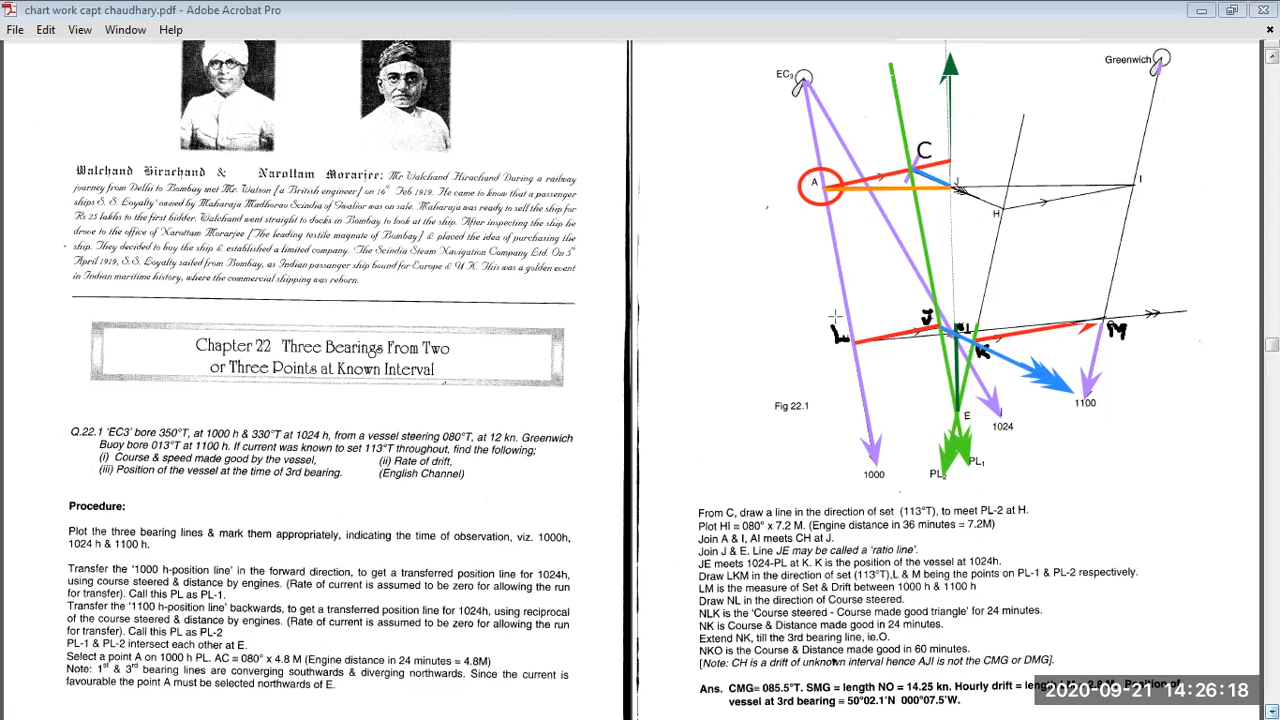 chart work capt chaudhary.pdf - Adobe Acrobat Pro
File Edit View Window Help
Walchand Hirachand & Narottam Morarjee: Mr Walchand Hirachand During a railway
journey from Delhi to Bombay met Mr. Watson [a British engineer] on 16th Feb 1919. He came to know that a passenger
ships S. S. Loyalty' owned by Maharaja Madhorao Scindia of Gwalior was on sale. Maharaja was ready to sell the ship for
Rs 25 lakhs to the first bidder. Walchand went straight to docks in Bombay to look at the ship. After inspecting the ship he
drove to the office of Narottam Morarjee [The leading textile magnate of Bombay] & placed the idea of purchasing the
ship. They decided to buy the ship & established a limited company. 'The Scindia Steam Navigation Company Ltd. On 5th
April 1919, S. S. Loyalty sailed from Bombay, as Indian passenger ship bound for Europe & U K. This was a golden event
in Indian maritime history, where the commercial shipping was reburn.
Chapter 22 Three Bearings From Two
or Three Points at Known Interval
Q.22.1 'EC3' bore 350°T, at 1000 h & 330°T at 1024 h, from a vessel steering 080°T, at 12 kn. Greenwich
Buoy bore 013°T at 1100 h. If current was known to set 113°T throughout, find the following;
(i) Course & speed made good by the vessel, (ii) Rate of drift,
(iii) Position of the vessel at the time of 3rd bearing. (English Channel)
Procedure:
Plot the three bearing lines & mark them appropriately, indicating the time of observation, viz. 1000h,
1024 h & 1100 h.
Transfer the '1000 h-position line' in the forward direction, to get a transferred position line for 1024h,
using course steered & distance by engines. (Rate of current is assumed to be zero for allowing the run
for transfer). Call this PL as PL-1.
Transfer the '1100 h-position line' backwards, to get a transferred position line for 1024h, using reciprocal
of the course steered & distance by engines. (Rate of current is assumed to be zero for allowing the run
for transfer). Call this PL as PL-2
PL-1 & PL-2 intersect each other at E.
Select a point A on 1000 h PL. AC = 080° x 4.8 M (Engine distance in 24 minutes = 4.8M)
Note: 1st & 3rd bearing lines are converging southwards & diverging northwards. Since the current is
favourable the point A must be selected northwards of E.
EC3
Greenwich
C
A
J
I
H
L
J
N
K
M
E
Fig 22.1
1100
1024
1000
PL2
PL1
From C, draw a line in the direction of set (113°T), to meet PL-2 at H.
Plot HI = 080° x 7.2 M. (Engine distance in 36 minutes = 7.2M)
Join A & I, AI meets CH at J.
Join J & E. Line JE may be called a 'ratio line'.
JE meets 1024-PL at K. K is the position of the vessel at 1024h.
Draw LKM in the direction of set (113°T),L & M being the points on PL-1 & PL-2 respectively.
LM is the measure of Set & Drift between 1000 h & 1100 h
Draw NL in the direction of Course steered.
NLK is the 'Course steered - Course made good triangle' for 24 minutes.
NK is Course & Distance made good in 24 minutes.
Extend NK, till the 3rd bearing line, ie.O.
NKO is the Course & Distance made good in 60 minutes.
[Note: CH is a drift of unknown interval hence AJI is not the CMG or DMG].
Ans. CMG= 085.5°T. SMG = length NO = 14.25 kn. Hourly drift =
vessel at 3rd bearing = 50°02.1'N 000°07.5'W.
2020-09-21 14:26:18